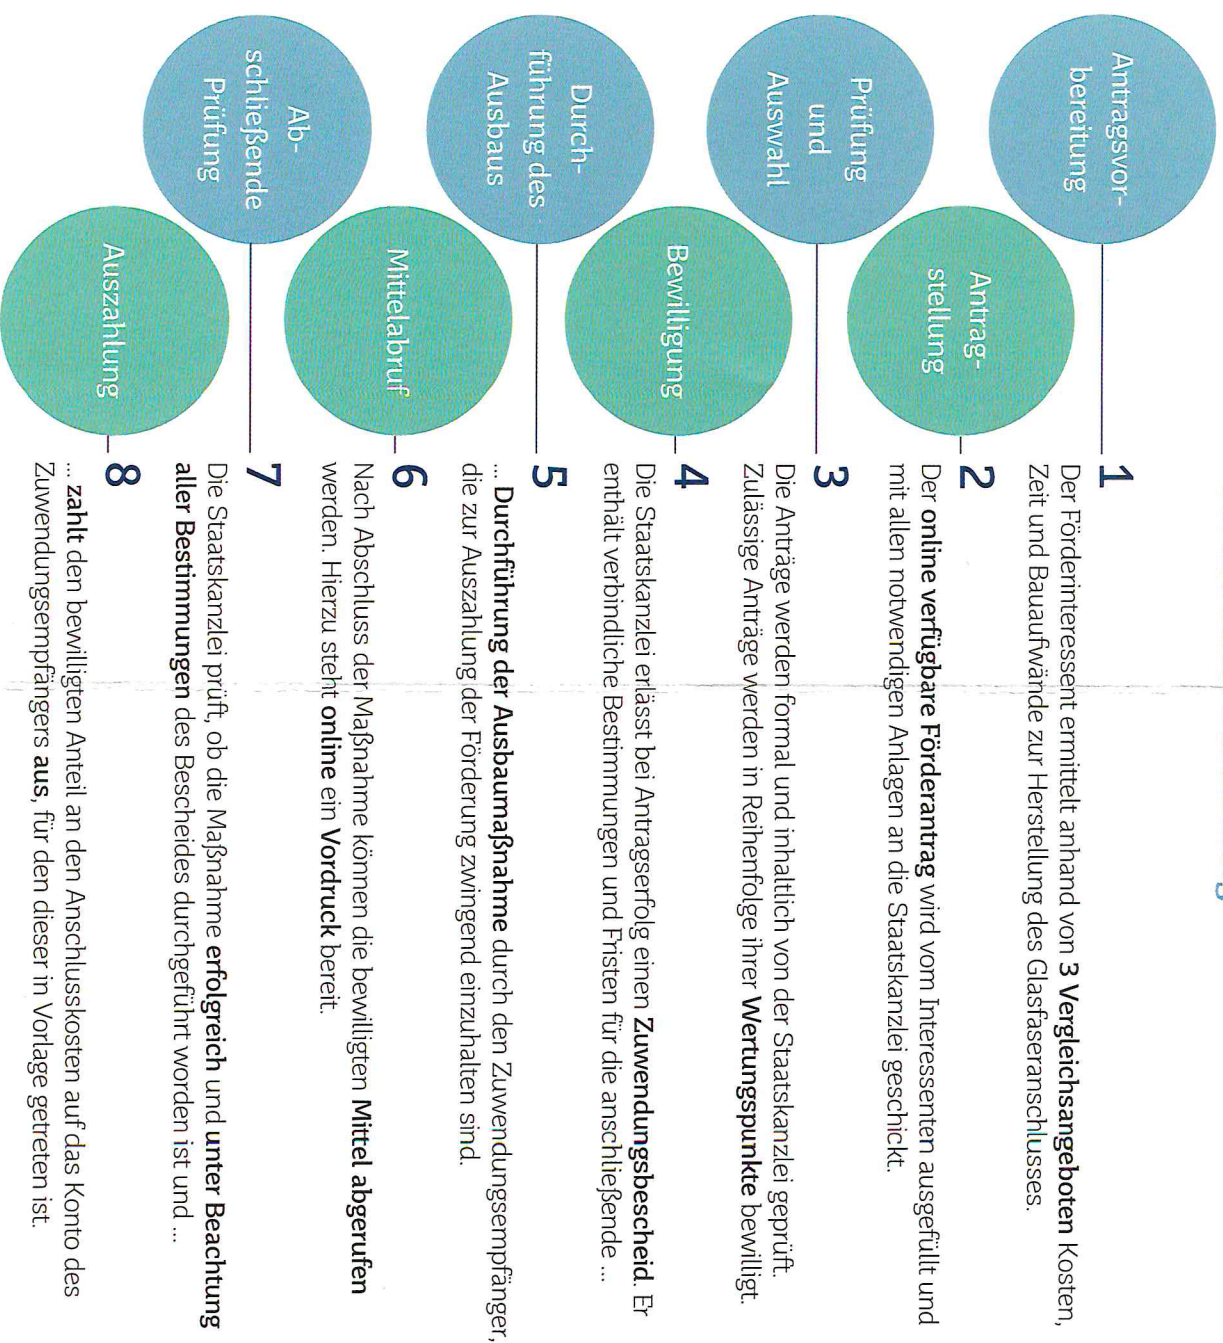 Antragsvor-
bereitung
1
Der Förderinteressent ermittelt anhand von 3 Vergleichsangeboten Kosten,
Zeit und Bauaufwände zur Herstellung des Glasfaseranschlusses.
Antrag-
stellung
2
Der online verfügbare Förderantrag wird vom Interessenten ausgefüllt und
mit allen notwendigen Anlagen an die Staatskanzlei geschickt.
Prüfung
und
Auswahl
3
Die Anträge werden formal und inhaltlich von der Staatskanzlei geprüft.
Zulässige Anträge werden in Reihenfolge ihrer Wertungspunkte bewilligt.
Bewilligung
4
Die Staatskanzlei erlässt bei Antragserfolg einen Zuwendungsbescheid. Er
enthält verbindliche Bestimmungen und Fristen für die anschließende ...
Durch-
führung des
Ausbaus
5
... Durchführung der Ausbaumaßnahme durch den Zuwendungsempfänger,
die zur Auszahlung der Förderung zwingend einzuhalten sind.
Mittelabruf
6
Nach Abschluss der Maßnahme können die bewilligten Mittel abgerufen
werden. Hierzu steht online ein Vordruck bereit.
Ab-
schließende
Prüfung
7
Die Staatskanzlei prüft, ob die Maßnahme erfolgreich und unter Beachtung
aller Bestimmungen des Bescheides durchgeführt worden ist und ...
Auszahlung
8
... zahlt den bewilligten Anteil an den Anschlusskosten auf das Konto des
Zuwendungsempfängers aus, für den dieser in Vorlage getreten ist.